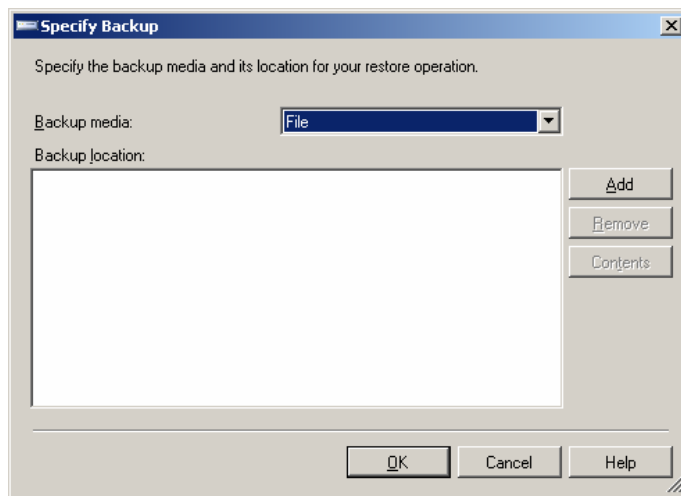 Specify Backup
Specify the backup media and its location for your restore operation.
Backup media:
File
Backup location:
Add
Remove
Contents
OK
Cancel
Help